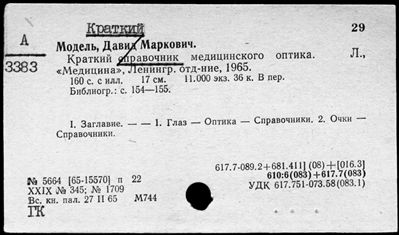 Краткий
29
А
3383
Модель, Давид Маркович.
Краткий справочник медицинского оптика. Л.,
«Медицина», Ленингр. отд-ние, 1965.
160 с. с илл. 17 см. 11.000 экз. 36 к. В пер.
Библиогр.: с. 154—155.
1. Заглавие. — — 1. Глаз — Оптика — Справочники. 2. Очки —
Справочники.
617.7-089.2+681.411] (08)+[016.3]
610:6(083)+617.7(083)
УДК 617.751-073.58(083.1)
№ 5664 [65-15570] п 22
XXIX № 345; № 1709
Вс. кн. пал. 27 II 65 М744
ГК